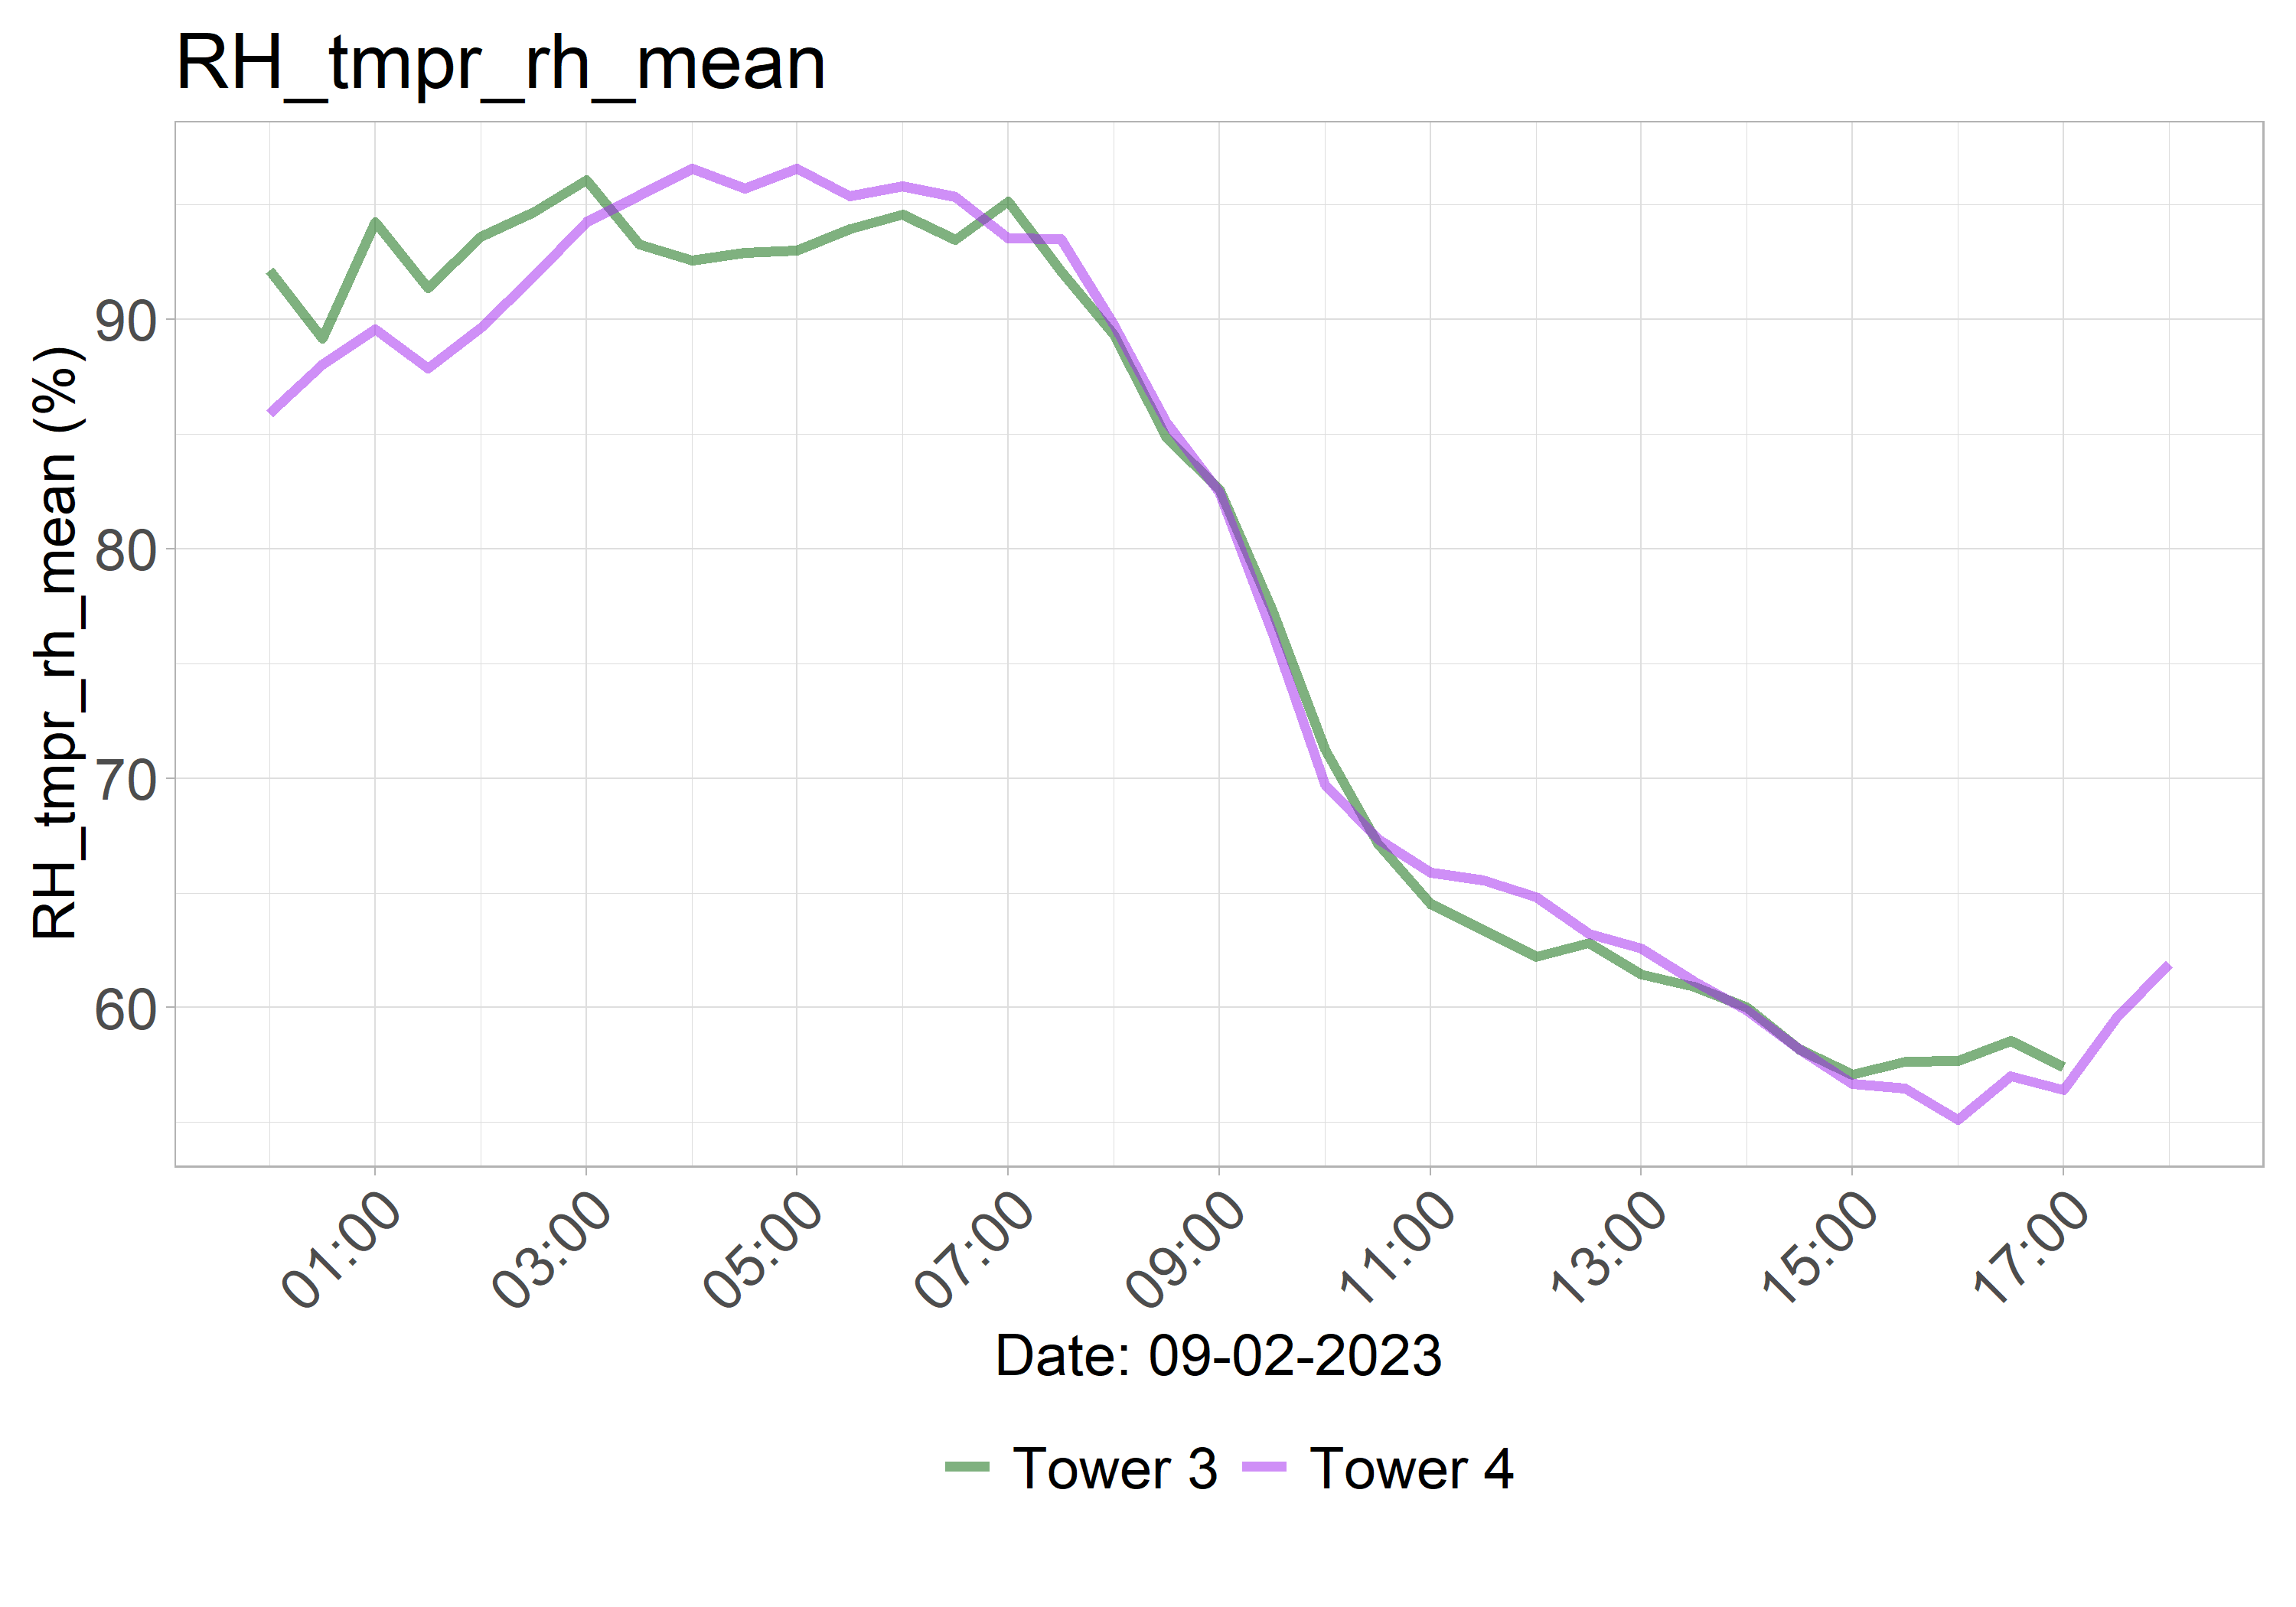 RH_tmpr_rh_mean
RH_tmpr_rh_mean (%)
90
80
70
60
01:00
03:00
05:00
07:00
09:00
11:00
13:00
15:00
17:00
Date: 09-02-2023
Tower 3
Tower 4